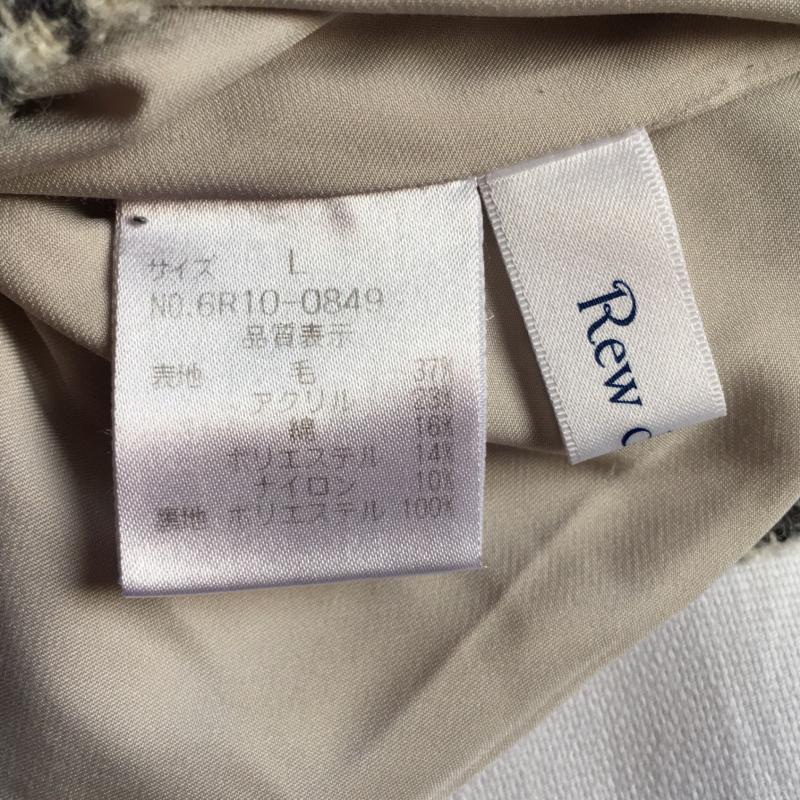 サイズ L
NO.6R10-0849
品質表示
表地 毛 37%
アクリル 23%
綿 16%
ポリエステル 14%
ナイロン 10%
裏地 ポリエステル 100%
Rew